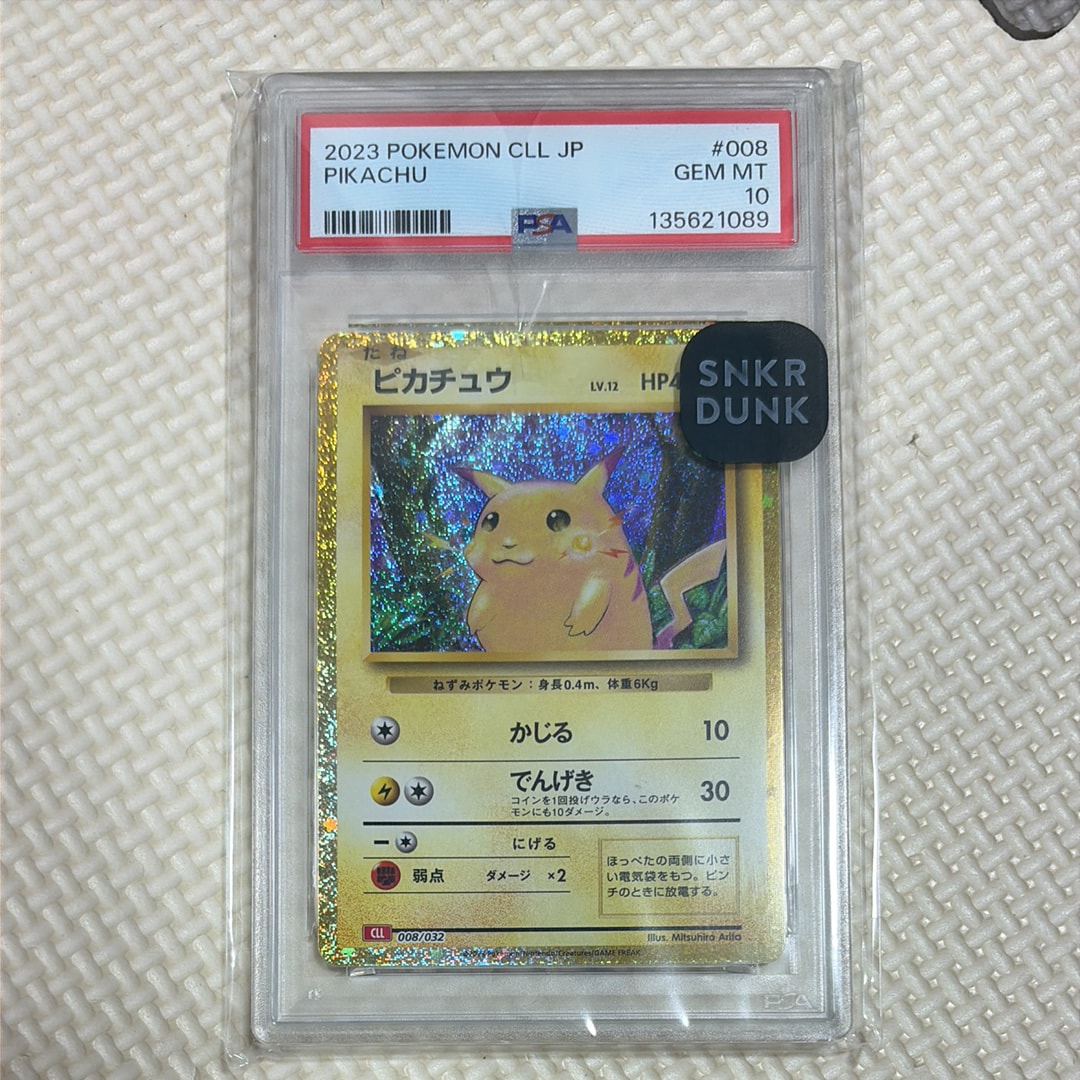 2023 POKEMON CLL JP #008
PIKACHU GEM MT
10
PSA 135621089
たね
ピカチュウ LV.12 HP4
SNKR
DUNK
ねずみポケモン：身長0.4m、体重6Kg
かじる 10
でんげき 30
コインを1回投げウラなら、このポケ
モンにも10ダメージ。
にげる
弱点 ダメージ ×2
ほっぺたの両側に小さ
い電気袋をもつ。ピン
チのときに放電する。
CLL 008/032 Illus. Mitsuhiro Arita
PSA